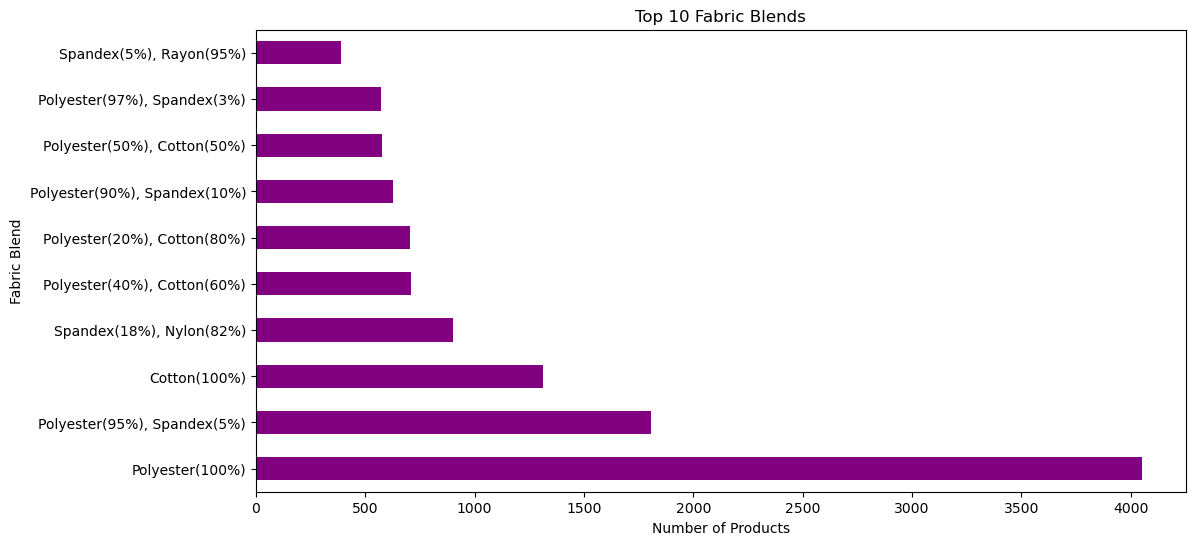 Top 10 Fabric Blends
Fabric Blend
Spandex(5%), Rayon(95%)
Polyester(97%), Spandex(3%)
Polyester(50%), Cotton(50%)
Polyester(90%), Spandex(10%)
Polyester(20%), Cotton(80%)
Polyester(40%), Cotton(60%)
Spandex(18%), Nylon(82%)
Cotton(100%)
Polyester(95%), Spandex(5%)
Polyester(100%)
0 500 1000 1500 2000 2500 3000 3500 4000
Number of Products